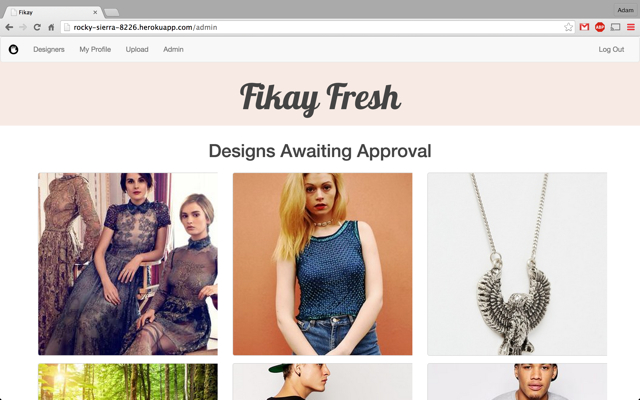 Fikay
Adam
rocky-sierra-8226.herokuapp.com/admin
ABP
Designers
My Profile
Upload
Admin
Log Out
Fikay Fresh
Designs Awaiting Approval